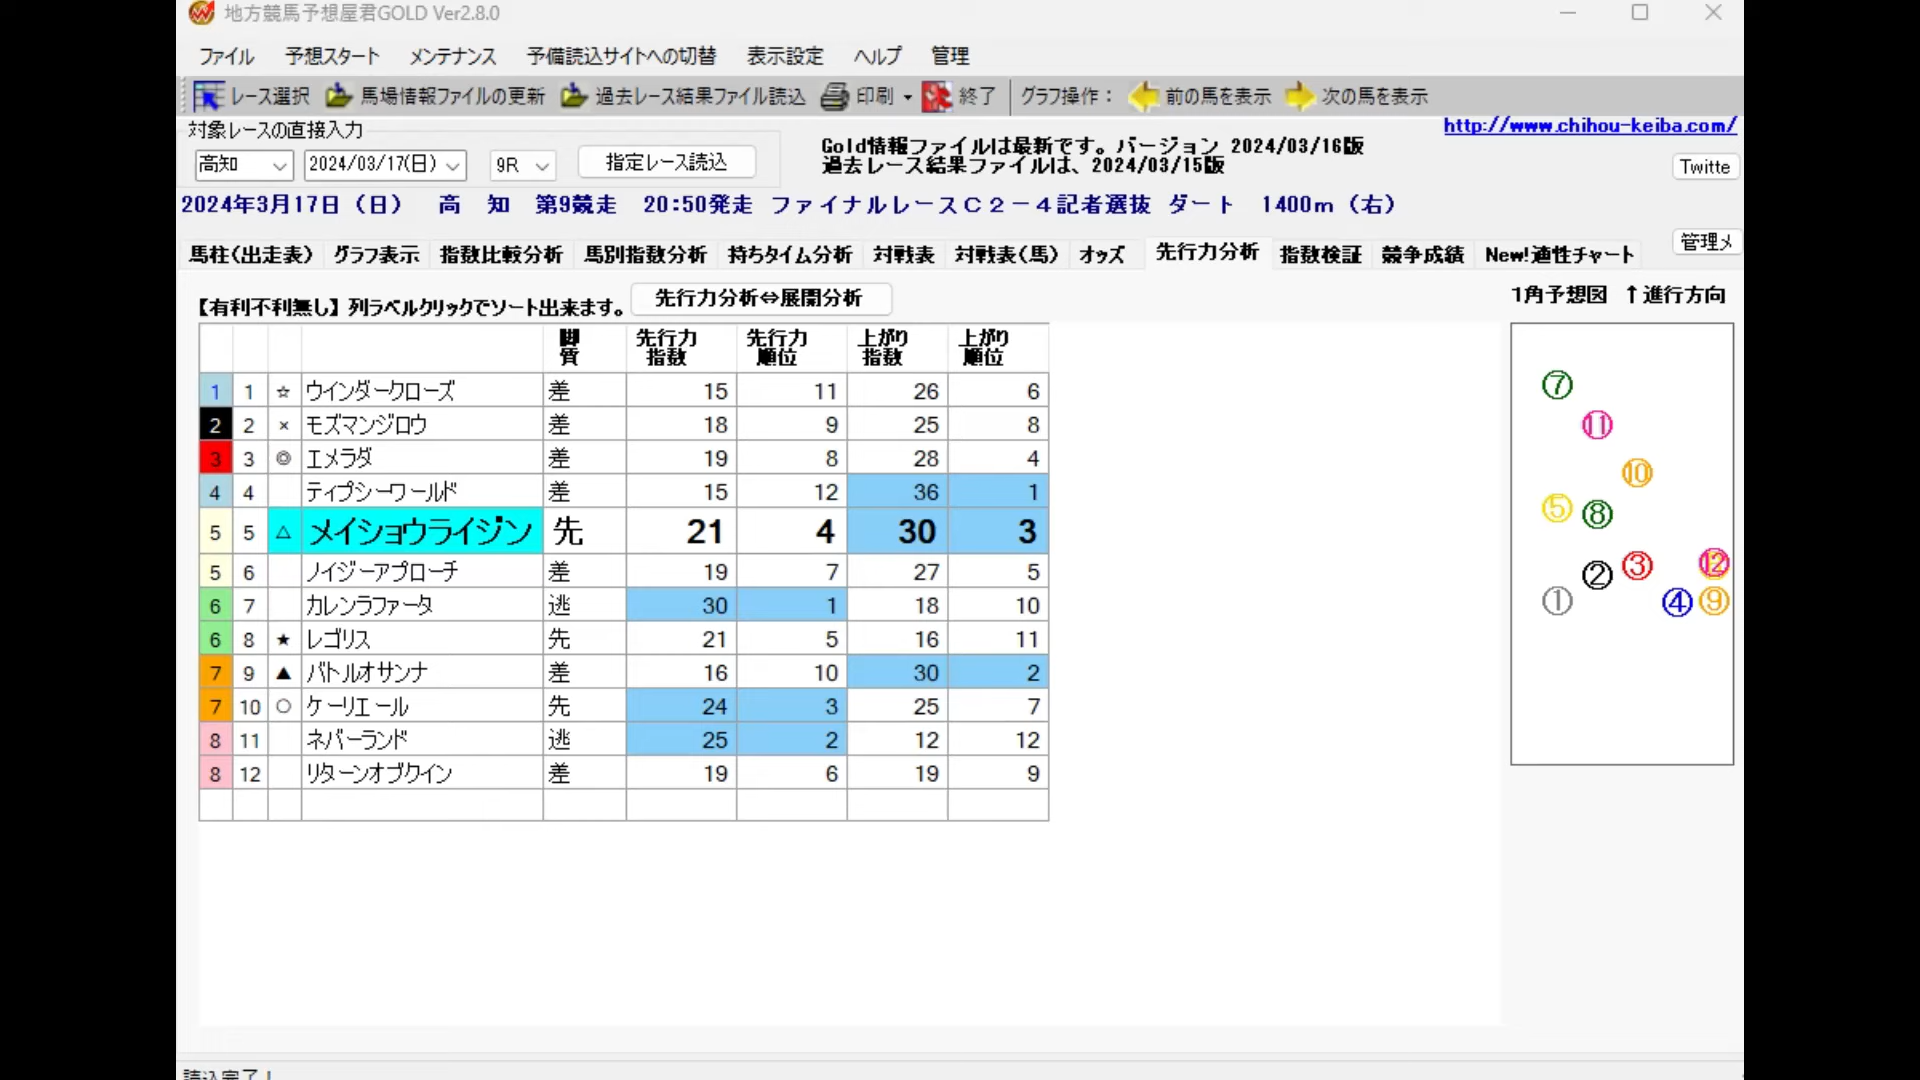 地方競馬予想屋君GOLD Ver2.8.0
ファイル 予想スタート メンテナンス 予備読込サイトへの切替 表示設定 ヘルプ 管理
レース選択 馬場情報ファイルの更新 過去レース結果ファイル読込 印刷 終了 グラフ操作： 前の馬を表示 次の馬を表示
対象レースの直接入力
http://www.chihou-keiba.com/
高知 2024/03/17(日) 9R 指定レース読込
Gold情報ファイルは最新です。バージョン 2024/03/16版
過去レース結果ファイルは、2024/03/15版
Twitte
2024年3月17日（日） 高 知 第9競走 20:50発走 ファイナルレースＣ２－４記者選抜 ダート 1400m（右）
管理メ
馬柱(出走表) グラフ表示 指数比較分析 馬別指数分析 持ちタイム分析 対戦表 対戦表(馬) オッズ 先行力分析 指数検証 競争成績 New!適性チャート
【有利不利無し】列ラベルクリックでソート出来ます。 先行力分析⇔展開分析
1角予想図 ↑進行方向
脚質 先行力指数 先行力順位 上がり指数 上がり順位
1 1 ☆ ウインダークローズ 差 15 11 26 6
2 2 × モズマンジロウ 差 18 9 25 8
3 3 ◎ エメラダ 差 19 8 28 4
4 4 ティプシーワールド 差 15 12 36 1
5 5 △ メイショウライジン 先 21 4 30 3
5 6 ノイジーアプローチ 差 19 7 27 5
6 7 カレンラファータ 逃 30 1 18 10
6 8 ★ レゴリス 先 21 5 16 11
7 9 ▲ バトルオサンナ 差 16 10 30 2
7 10 ○ ケーリエール 先 24 3 25 7
8 11 ネバーランド 逃 25 2 12 12
8 12 リターンオブクイン 差 19 6 19 9
⑦
⑪
⑩
⑤ ⑧
② ③ ⑫
① ④ ⑨
読込完了！